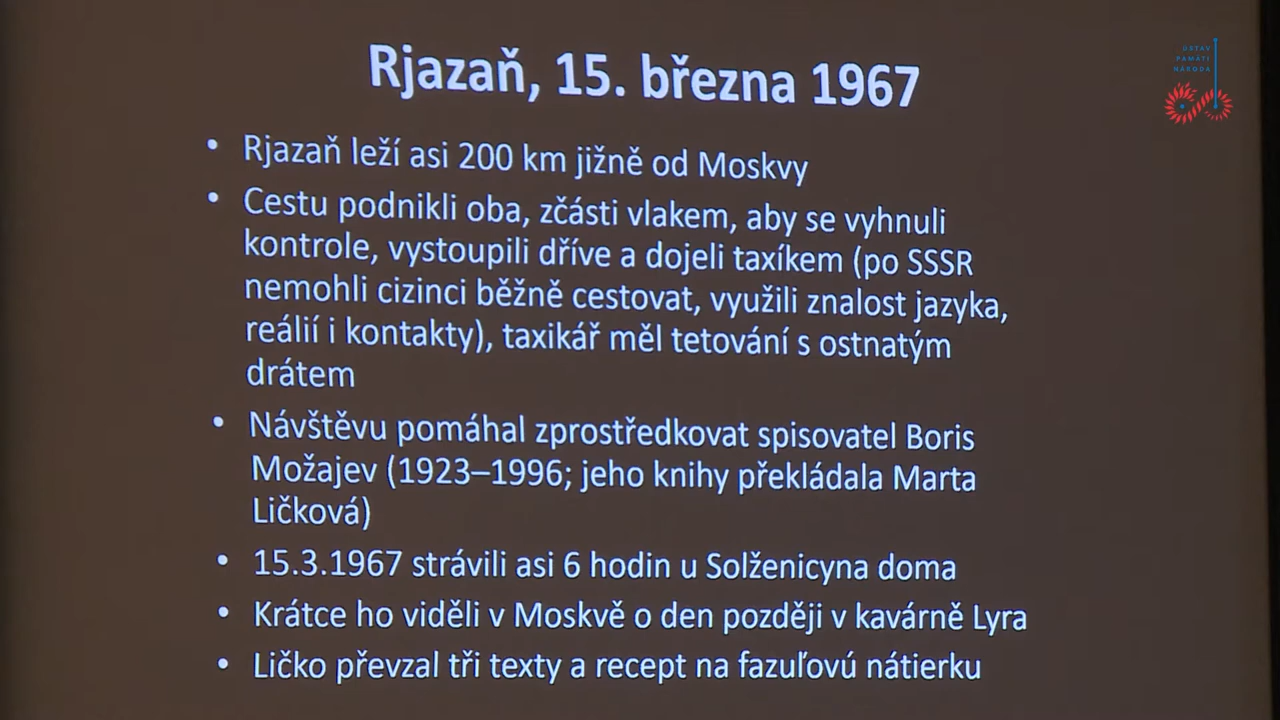 Rjazaň, 15. března 1967
ÚSTAV
PAMÄTI
NÁRODA
• Rjazaň leží asi 200 km jižně od Moskvy
• Cestu podnikli oba, zčásti vlakem, aby se vyhnuli
kontrole, vystoupili dříve a dojeli taxíkem (po SSSR
nemohli cizinci běžně cestovat, využili znalost jazyka,
reálií i kontakty), taxikář měl tetování s ostnatým
drátem
• Návštěvu pomáhal zprostředkovat spisovatel Boris
Možajev (1923–1996; jeho knihy překládala Marta
Ličková)
• 15.3.1967 strávili asi 6 hodin u Solženicyna doma
• Krátce ho viděli v Moskvě o den později v kavárně Lyra
• Ličko převzal tři texty a recept na fazuľovú nátierku